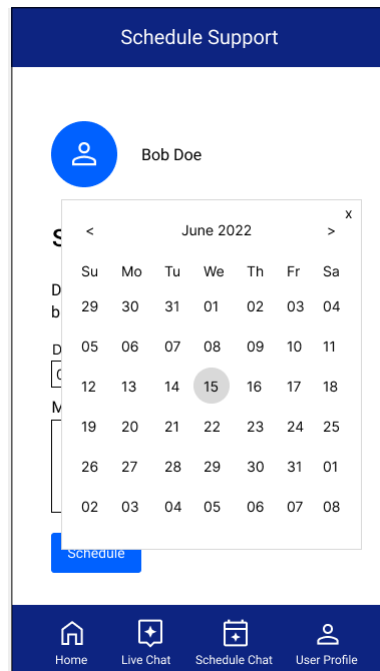 Schedule Support
Bob Doe
x
< June 2022 >
Su Mo Tu We Th Fr Sa
29 30 31 01 02 03 04
05 06 07 08 09 10 11
12 13 14 15 16 17 18
19 20 21 22 23 24 25
26 27 28 29 30 31 01
02 03 04 05 06 07 08
Schedule
Home Live Chat Schedule Chat User Profile